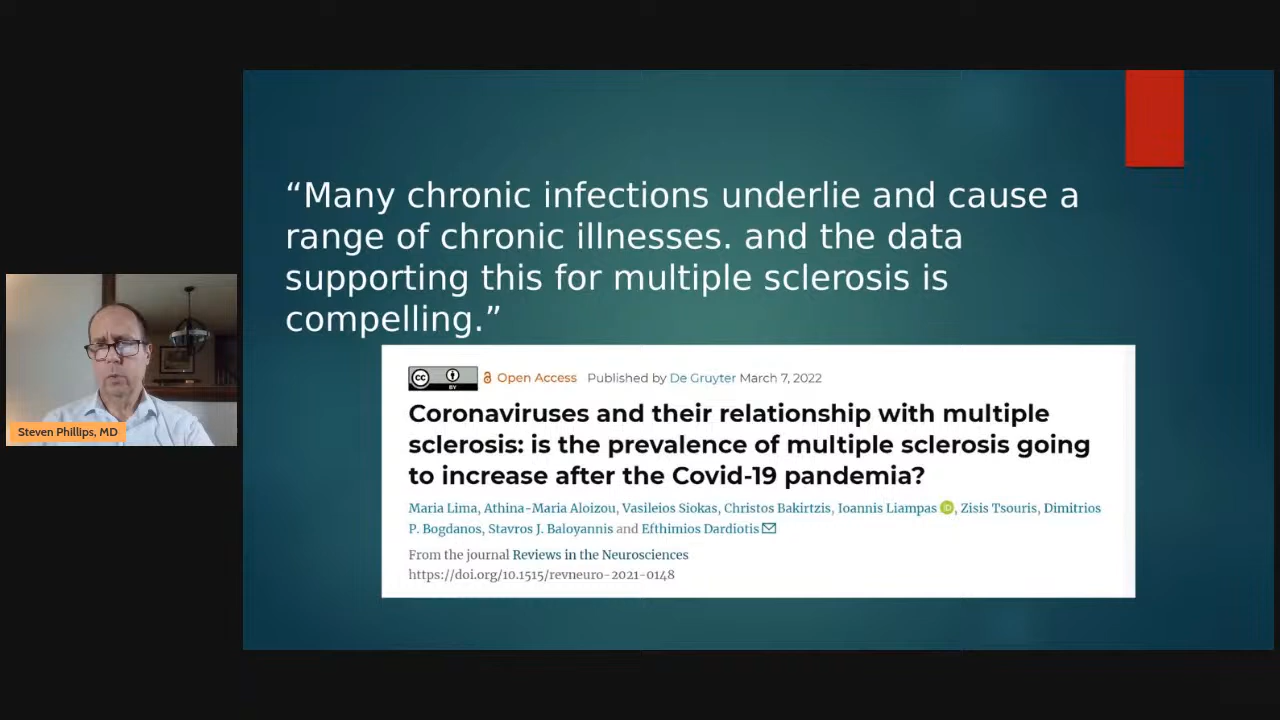 “Many chronic infections underlie and cause a
range of chronic illnesses. and the data
supporting this for multiple sclerosis is
compelling.”
CC BY Open Access Published by De Gruyter March 7, 2022
Coronaviruses and their relationship with multiple
sclerosis: is the prevalence of multiple sclerosis going
to increase after the Covid-19 pandemia?
Maria Lima, Athina-Maria Aloizou, Vasileios Siokas, Christos Bakirtzis, Ioannis Liampas iD, Zisis Tsouris, Dimitrios
P. Bogdanos, Stavros J. Baloyannis and Efthimios Dardiotis
From the journal Reviews in the Neurosciences
https://doi.org/10.1515/revneuro-2021-0148
Steven Phillips, MD